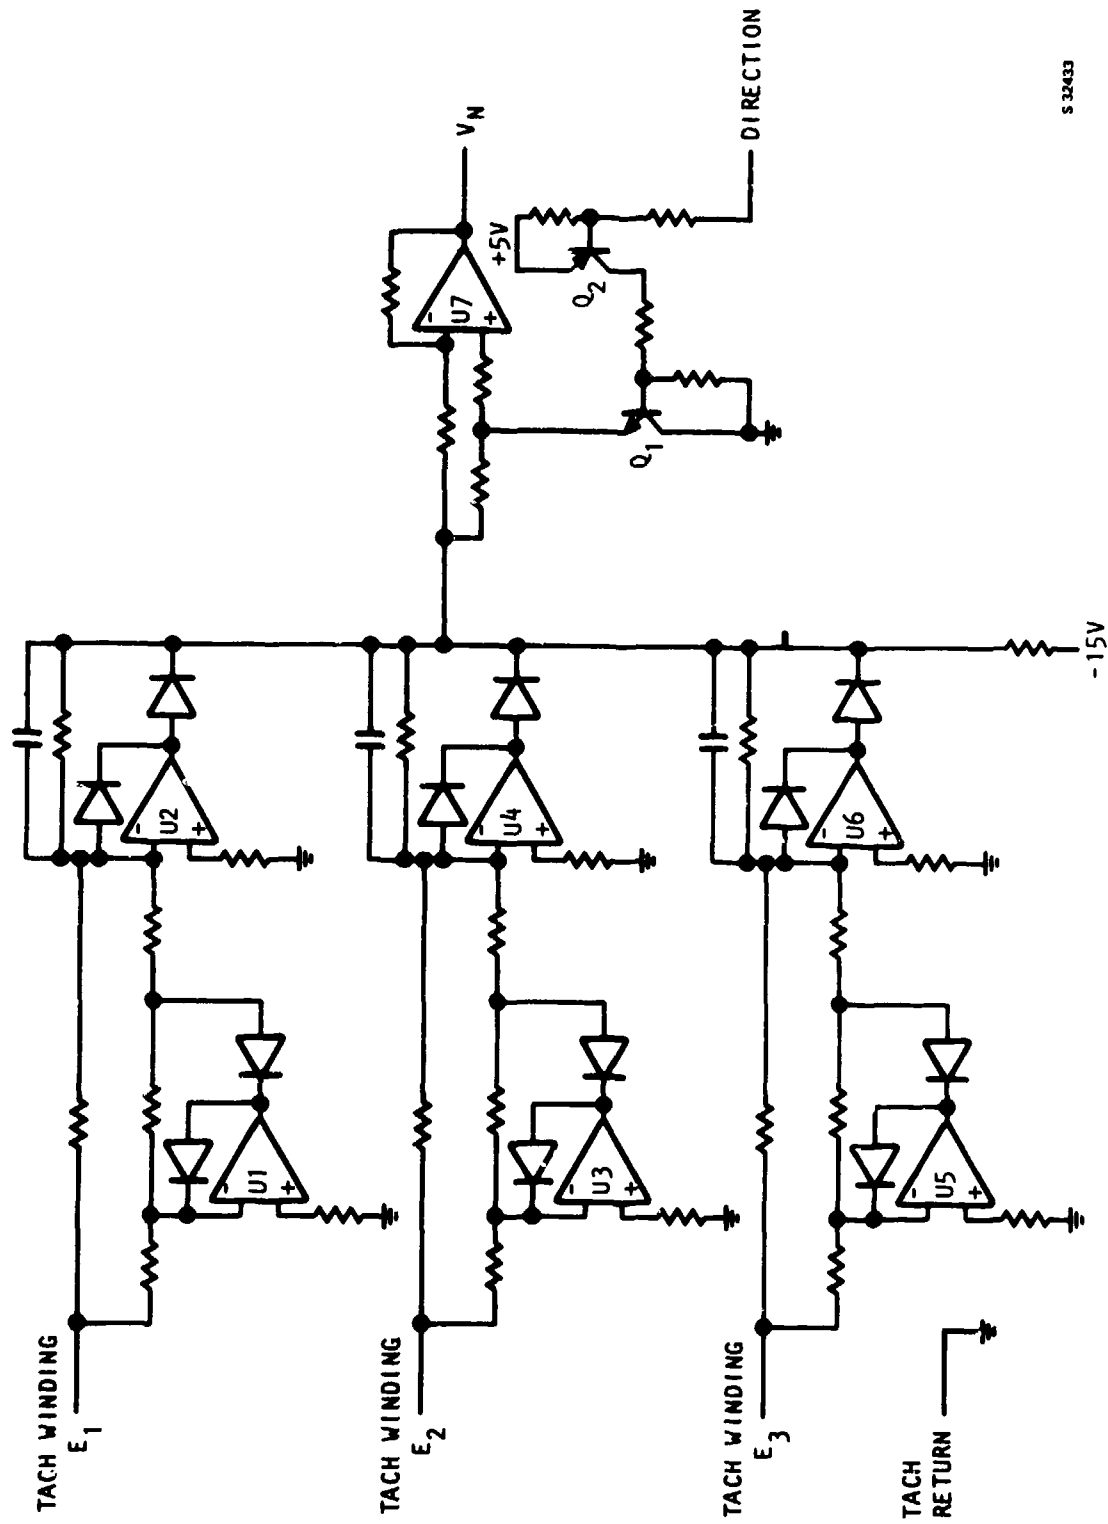 TACH WINDING
E1
U1
-
+
U2
-
+
TACH WINDING
E2
U3
-
+
U4
-
+
TACH WINDING
E3
U5
-
+
U6
-
+
TACH
RETURN
-15V
U7
-
+
VN
+5V
Q2
Q1
DIRECTION
S 32433